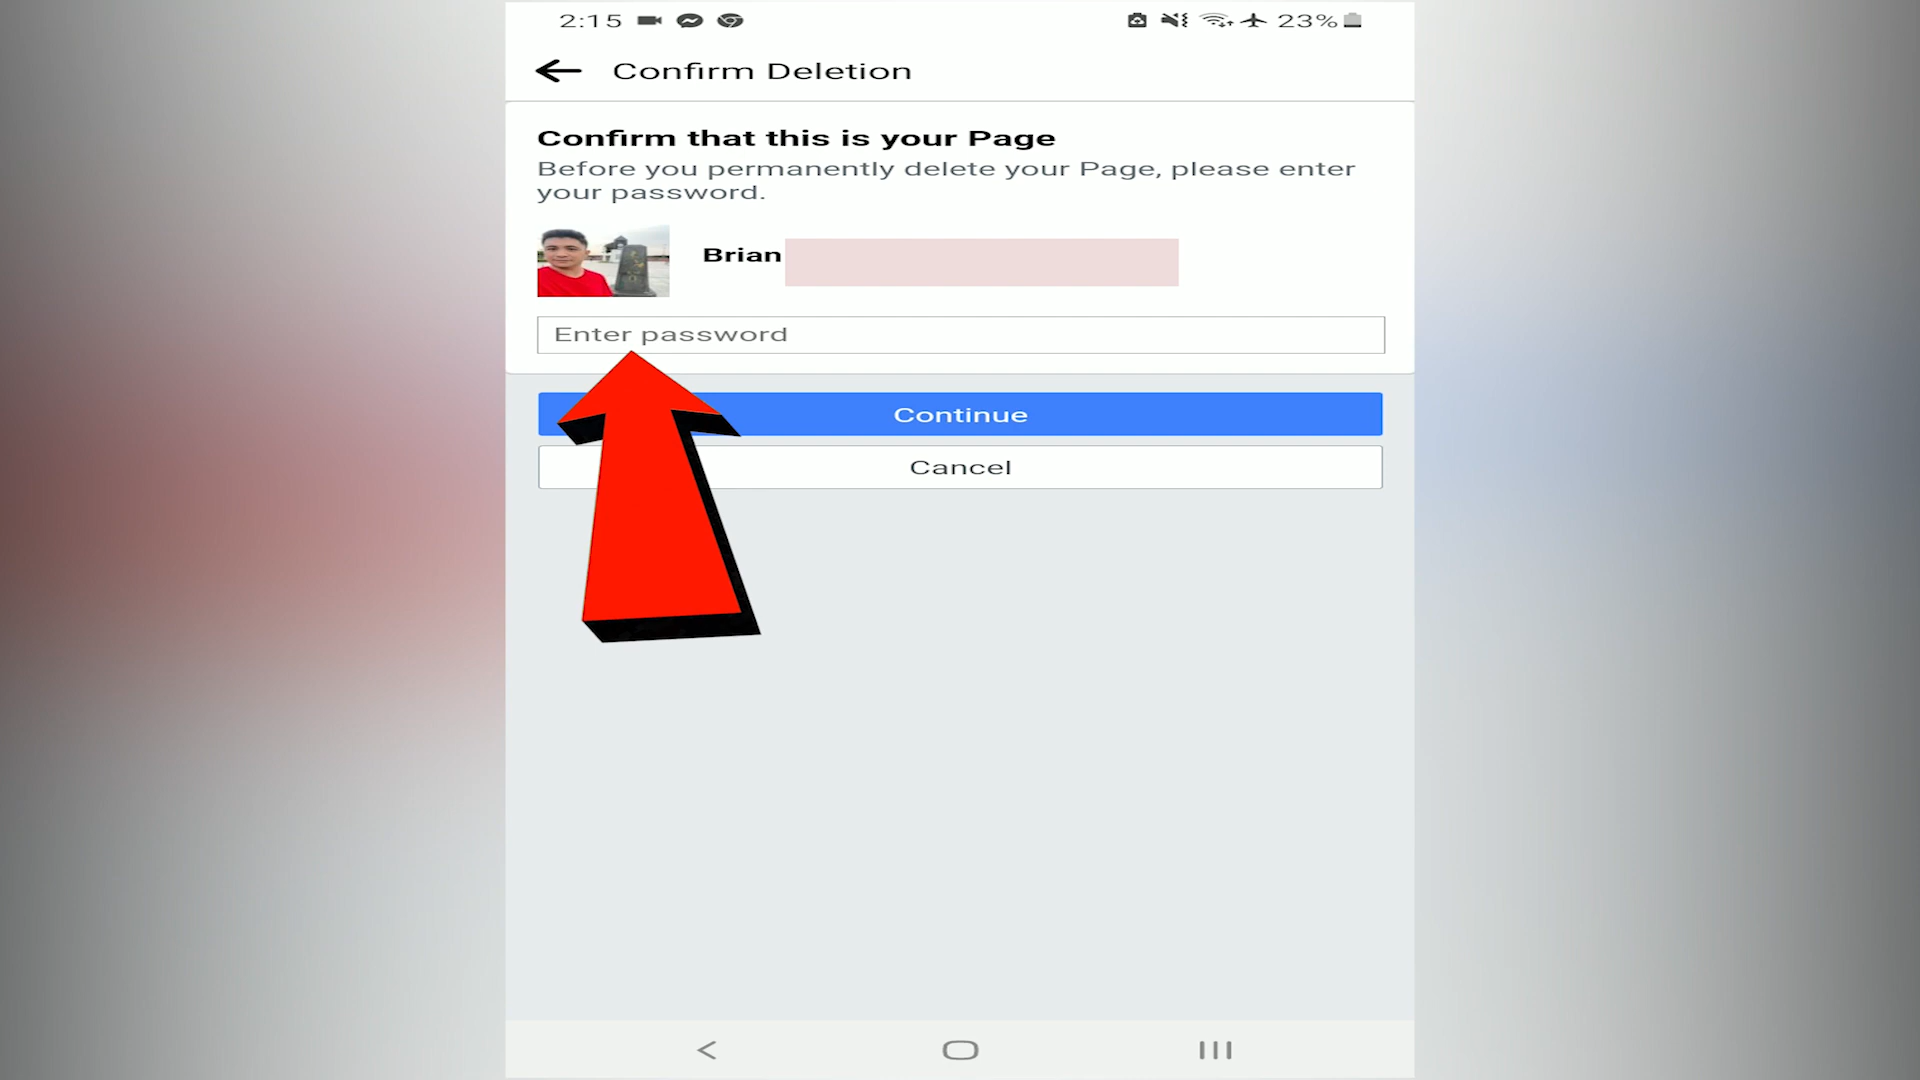 2:15 23%
Confirm Deletion
Confirm that this is your Page
Before you permanently delete your Page, please enter
your password.
Brian
Enter password
Continue
Cancel